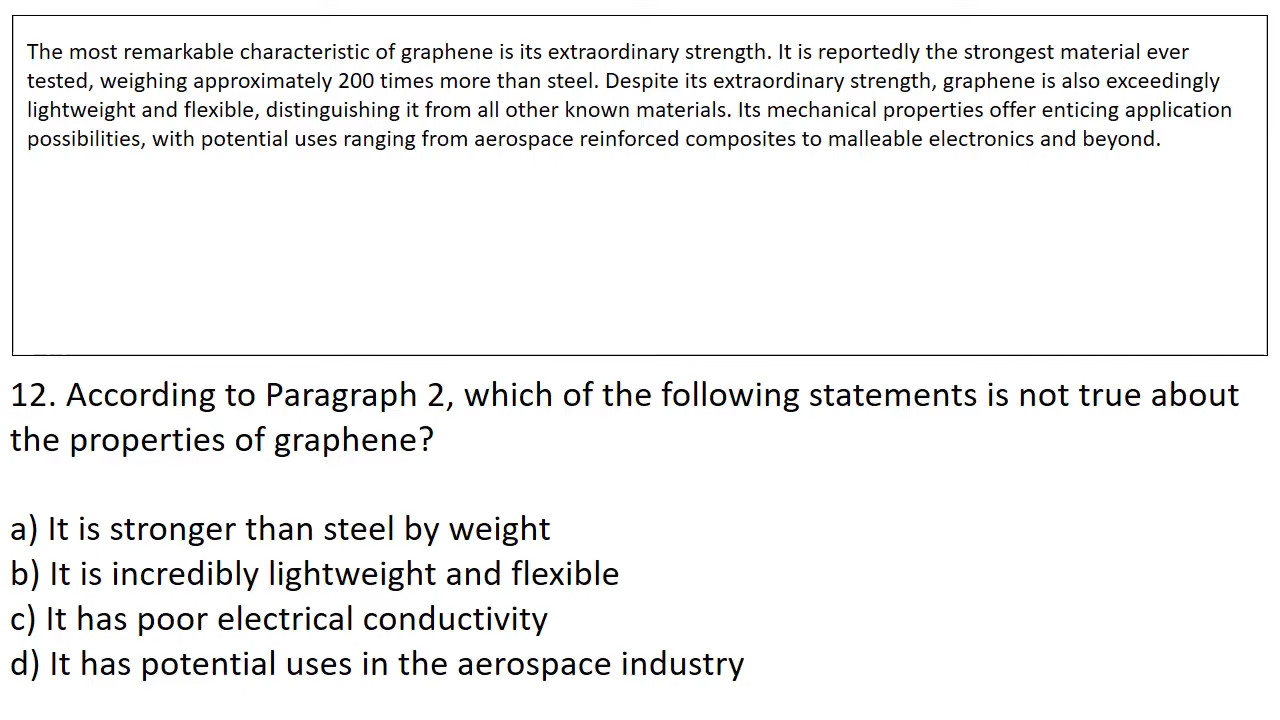 The most remarkable characteristic of graphene is its extraordinary strength. It is reportedly the strongest material ever
tested, weighing approximately 200 times more than steel. Despite its extraordinary strength, graphene is also exceedingly
lightweight and flexible, distinguishing it from all other known materials. Its mechanical properties offer enticing application
possibilities, with potential uses ranging from aerospace reinforced composites to malleable electronics and beyond.
12. According to Paragraph 2, which of the following statements is not true about
the properties of graphene?
a) It is stronger than steel by weight
b) It is incredibly lightweight and flexible
c) It has poor electrical conductivity
d) It has potential uses in the aerospace industry